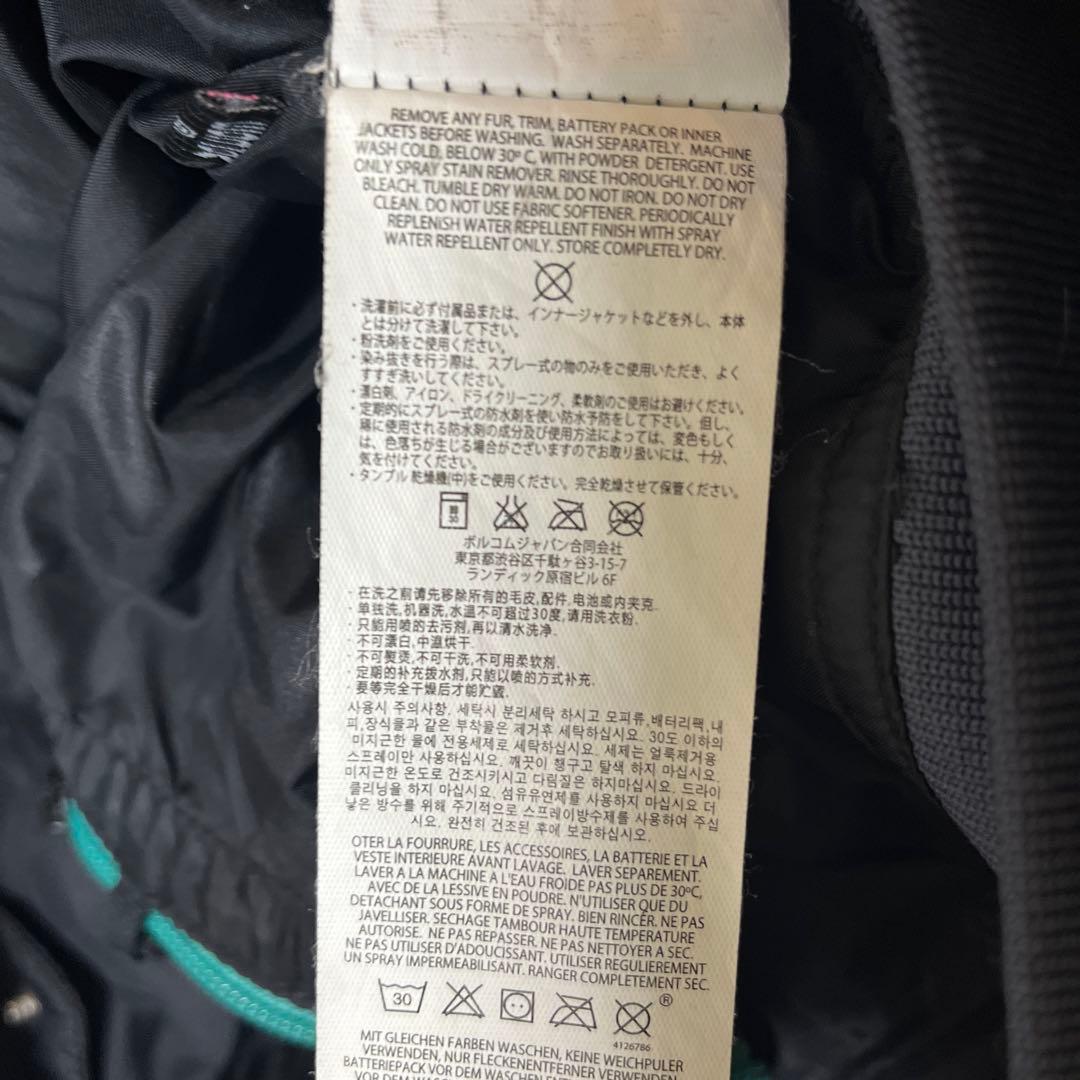 REMOVE ANY FUR, TRIM, BATTERY PACK OR INNER
JACKETS BEFORE WASHING. WASH SEPARATELY. MACHINE
WASH COLD, BELOW 30º C, WITH POWDER DETERGENT. USE
ONLY SPRAY STAIN REMOVER. RINSE THOROUGHLY. DO NOT
BLEACH. TUMBLE DRY WARM. DO NOT IRON. DO NOT DRY
CLEAN. DO NOT USE FABRIC SOFTENER. PERIODICALLY
REPLENISH WATER REPELLENT FINISH WITH SPRAY
WATER REPELLENT ONLY. STORE COMPLETELY DRY.
・洗濯前に必ず付属品または、インナージャケットなどを外し、本体
とは分けて洗濯して下さい。
・粉洗剤をご使用ください。
・染み抜きを行う際は、スプレー式の物のみをご使用いただき、よく
すすぎ洗いしてください。
・漂白剤、アイロン、ドライクリーニング、柔軟剤のご使用はお避けください。
・定期的にスプレー式の防水剤を使い防水予防をして下さい。但し、
稀に使用される防水剤の成分及び使用方法によっては、変色もしく
は、色落ちが生じる場合がございますのでお取り扱いには、十分、
気を付けてください。
・タンブル乾燥機(中)をご使用ください。完全乾燥させて保管ください。
30
ボルコムジャパン合同会社
東京都渋谷区千駄ヶ谷3-15-7
ランディック原宿ビル 6F
・在洗之前请先移除所有的毛皮,配件,电池或内夹克.
・单独洗,机器洗,水温不可超过30度,请用洗衣粉.
・只能用喷的去污剂,再以清水洗净.
・不可漂白,中温烘干.
・不可熨烫,不可干洗,不可用柔软剂.
・定期的补充拨水剂,只能以喷的方式补充.
・要等完全干燥后才能贮藏.
사용시 주의사항. 세탁시 분리세탁 하시고 모피류,배터리팩,내
피,장식물과 같은 부착물은 제거후 세탁하십시요. 30도 이하의
미지근한 물에 전용세제로 세탁하십시요. 세제는 얼룩제거용
스프레이만 사용하십시요. 깨끗이 헹구고 탈색 하지 마십시요.
미지근한 온도로 건조시키시고 다림질은 하지마십시요. 드라이
클리닝을 하지 마십시요. 섬유유연제를 사용하지 마십시요 더
낳은 방수를 위해 주기적으로 스프레이방수제를 사용하여 주십
시요. 완전히 건조된 후에 보관하십시요.
OTER LA FOURRURE, LES ACCESSOIRES, LA BATTERIE ET LA
VESTE INTERIEURE AVANT LAVAGE. LAVER SEPAREMENT.
LAVER A LA MACHINE A L'EAU FROIDE PAS PLUS DE 30ºC,
AVEC DE LA LESSIVE EN POUDRE. N'UTILISER QUE DU
DETACHANT SOUS FORME DE SPRAY. BIEN RINCER. NE PAS
JAVELLISER. SECHAGE TAMBOUR HAUTE TEMPERATURE
AUTORISE. NE PAS REPASSER. NE PAS NETTOYER A SEC.
NE PAS UTILISER D'ADOUCISSANT. UTILISER REGULIEREMENT
UN SPRAY IMPERMEABILISANT. RANGER COMPLETEMENT SEC.
30 ®
4126786
MIT GLEICHEN FARBEN WASCHEN, KEINE WEICHPULER
VERWENDEN, NUR FLECKENENTFERNER VERWENDEN.
BATTERIEPACK VOR DEM WASCHEN
VOR DEM